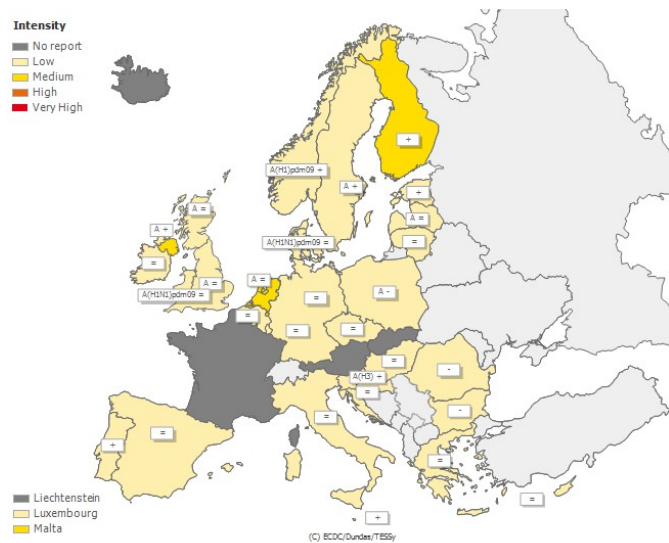 Intensity
No report
Low
Medium
High
Very High
+
A(H1)pdm09 +
A +
+
A =
A =
A +
=
A(H1N1)pdm09 =
=
A =
A(H1N1)pdm09 =
A =
=
=
A -
=
=
=
A(H3) +
=
-
-
=
=
+
=
=
+
Liechtenstein
Luxembourg
Malta
(C) ECDC/Dundas/TESSy